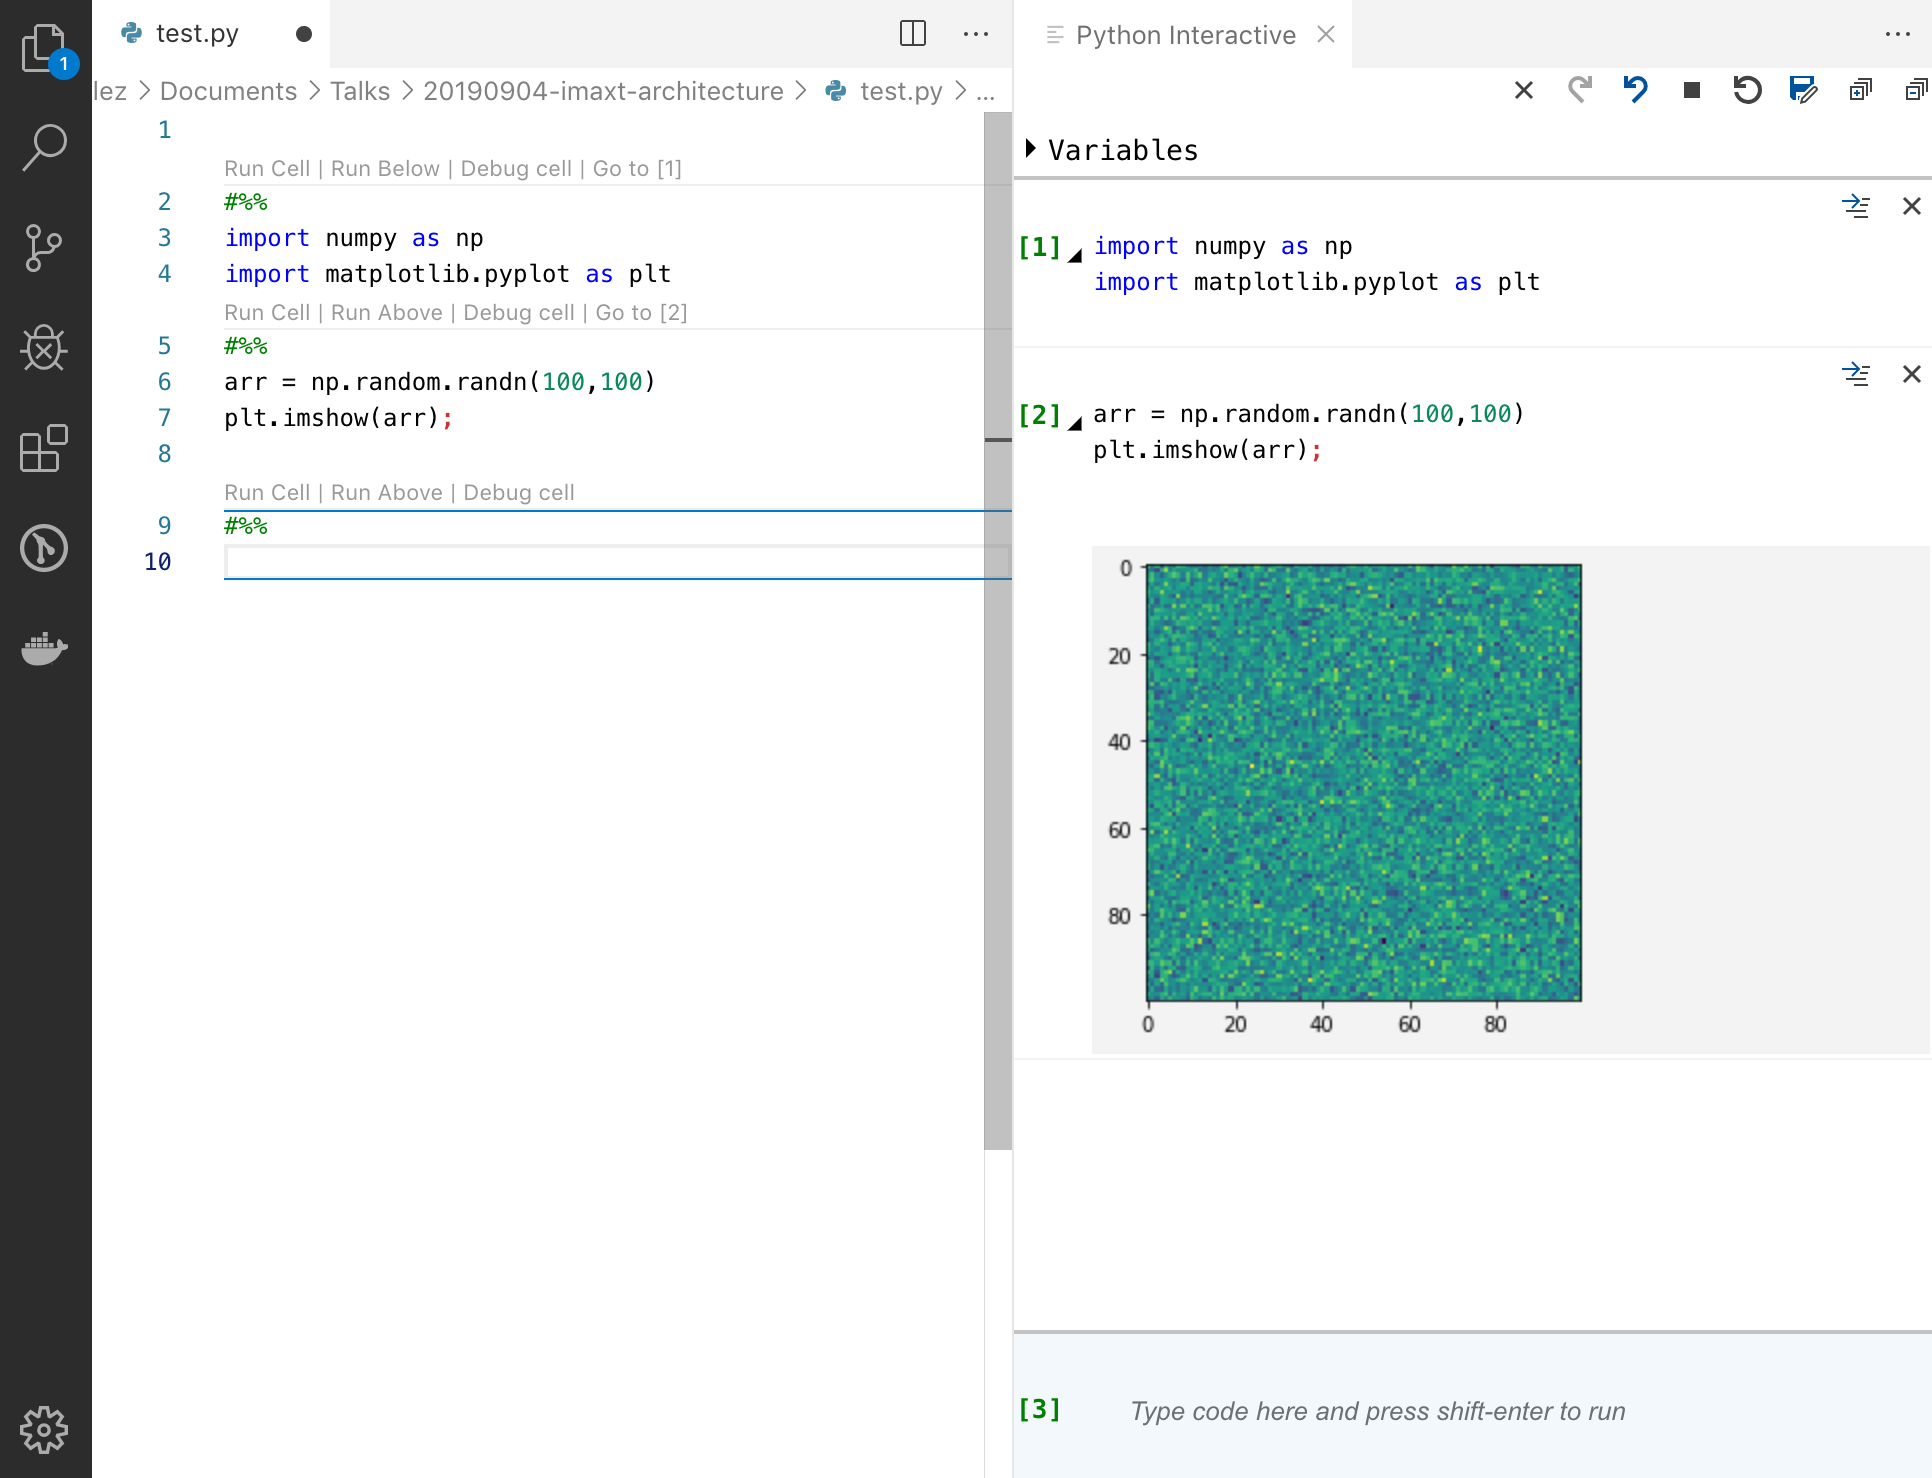 1
test.py
lez > Documents > Talks > 20190904-imaxt-architecture > test.py > ...
1
Run Cell | Run Below | Debug cell | Go to [1]
2 #%%
3 import numpy as np
4 import matplotlib.pyplot as plt
Run Cell | Run Above | Debug cell | Go to [2]
5 #%%
6 arr = np.random.randn(100,100)
7 plt.imshow(arr);
8
Run Cell | Run Above | Debug cell
9 #%%
10
Python Interactive
Variables
[1] import numpy as np
import matplotlib.pyplot as plt
[2] arr = np.random.randn(100,100)
plt.imshow(arr);
0
20
40
60
80
0 20 40 60 80
[3] Type code here and press shift-enter to run